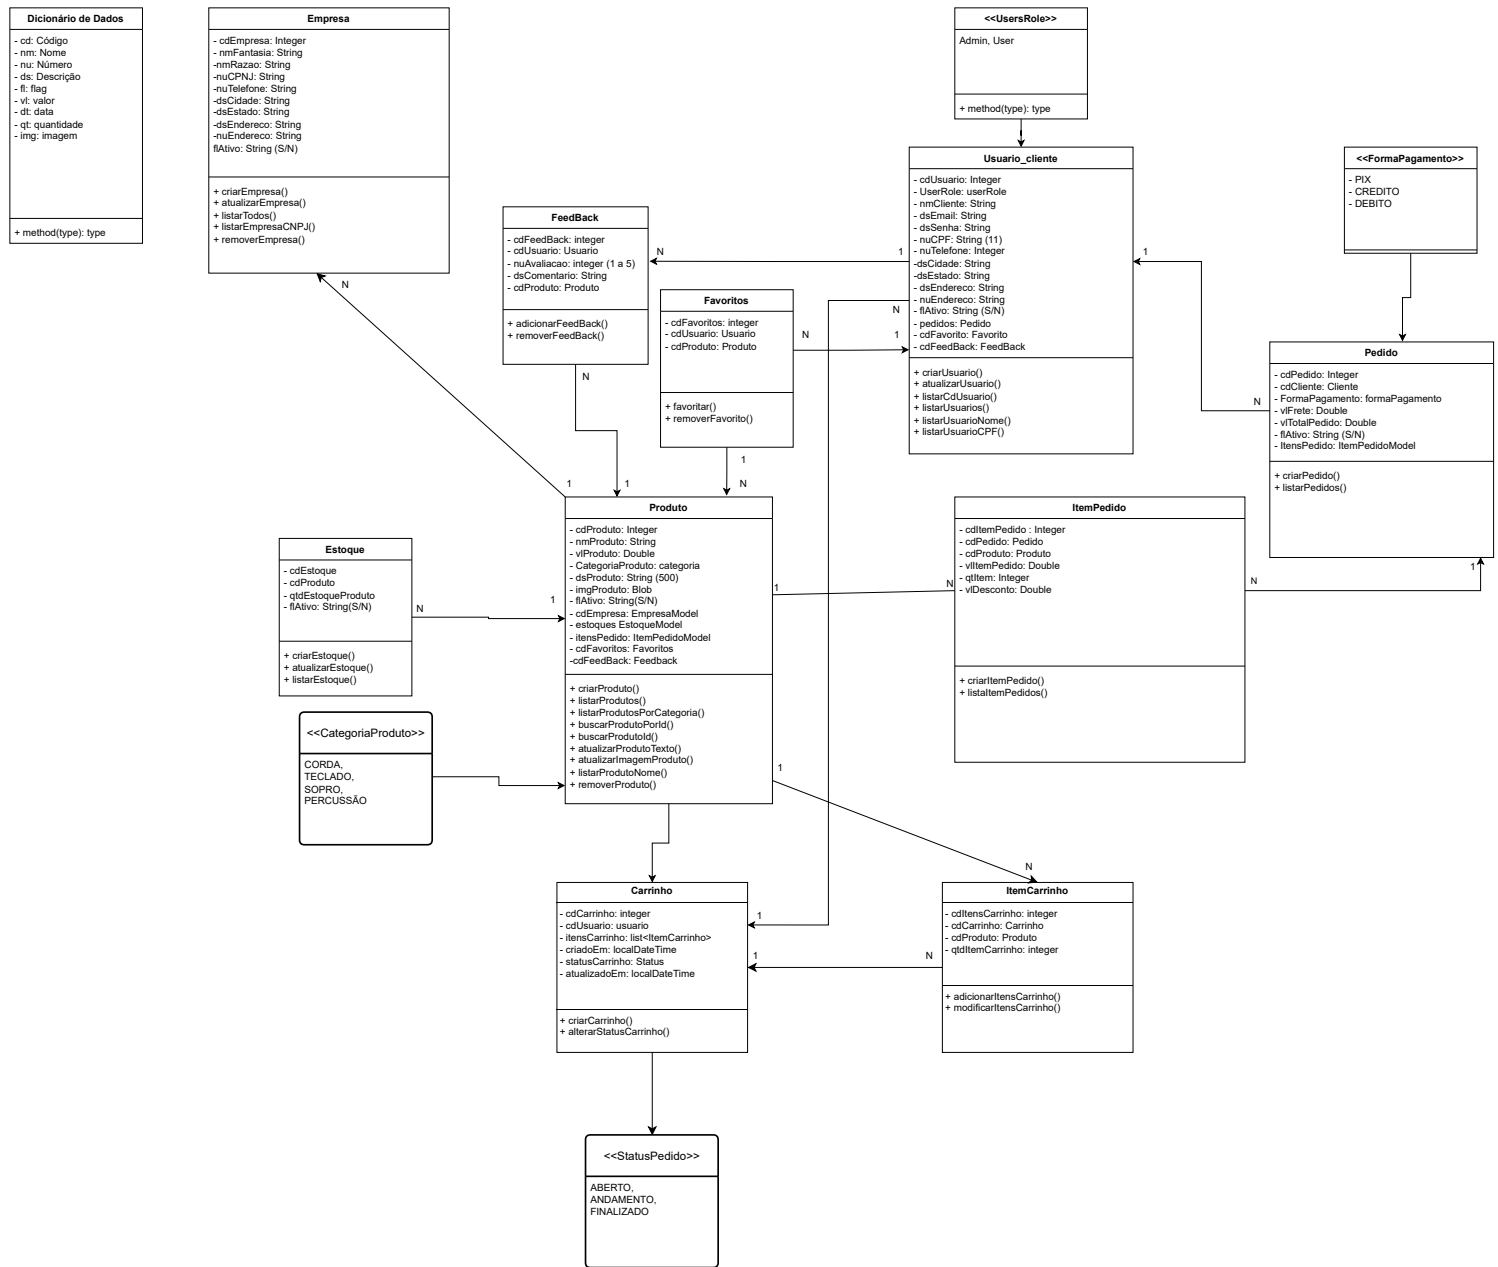 Dicionário de Dados
- cd: Código
- nm: Nome
- nu: Número
- ds: Descrição
- fl: flag
- vl: valor
- dt: data
- qt: quantidade
- img: imagem
+ method(type): type
Empresa
- cdEmpresa: Integer
- nmFantasia: String
-nmRazao: String
-nuCPNJ: String
-nuTelefone: String
-dsCidade: String
-dsEstado: String
-dsEndereco: String
-nuEndereco: String
flAtivo: String (S/N)
+ criarEmpresa()
+ atualizarEmpresa()
+ listarTodos()
+ listarEmpresaCNPJ()
+ removerEmpresa()
<<UsersRole>>
Admin, User
+ method(type): type
Usuario_cliente
- cdUsuario: Integer
- UserRole: userRole
- nmCliente: String
- dsEmail: String
- dsSenha: String
- nuCPF: String (11)
- nuTelefone: Integer
-dsCidade: String
-dsEstado: String
- dsEndereco: String
- nuEndereco: String
- flAtivo: String (S/N)
- pedidos: Pedido
- cdFavorito: Favorito
- cdFeedBack: FeedBack
+ criarUsuario()
+ atualizarUsuario()
+ listarCdUsuario()
+ listarUsuarios()
+ listarUsuarioNome()
+ listarUsuarioCPF()
<<FormaPagamento>>
- PIX
- CREDITO
- DEBITO
FeedBack
- cdFeedBack: integer
- cdUsuario: Usuario
- nuAvaliacao: integer (1 a 5)
- dsComentario: String
- cdProduto: Produto
+ adicionarFeedBack()
+ removerFeedBack()
N
1
1
N
Favoritos
- cdFavoritos: integer
- cdUsuario: Usuario
- cdProduto: Produto
+ favoritar()
+ removerFavorito()
N
1
N
Pedido
- cdPedido: Integer
- cdCliente: Cliente
- FormaPagamento: formaPagamento
- vlFrete: Double
- vlTotalPedido: Double
- flAtivo: String (S/N)
- ItensPedido: ItemPedidoModel
+ criarPedido()
+ listarPedidos()
N
N
1
1
1
N
Produto
- cdProduto: Integer
- nmProduto: String
- vlProduto: Double
- CategoriaProduto: categoria
- dsProduto: String (500)
- imgProduto: Blob
- flAtivo: String(S/N)
- cdEmpresa: EmpresaModel
- estoques EstoqueModel
- itensPedido: ItemPedidoModel
- cdFavoritos: Favoritos
-cdFeedBack: Feedback
+ criarProduto()
+ listarProdutos()
+ listarProdutosPorCategoria()
+ buscarProdutoPorId()
+ buscarProdutoId()
+ atualizarProdutoTexto()
+ atualizarImagemProduto()
+ listarProdutoNome()
+ removerProduto()
ItemPedido
- cdItemPedido : Integer
- cdPedido: Pedido
- cdProduto: Produto
- vlItemPedido: Double
- qtItem: Integer
- vlDesconto: Double
+ criarItemPedido()
+ listaItemPedidos()
Estoque
- cdEstoque
- cdProduto
- qtdEstoqueProduto
- flAtivo: String(S/N)
+ criarEstoque()
+ atualizarEstoque()
+ listarEstoque()
N
1
1
N
N
1
<<CategoriaProduto>>
CORDA,
TECLADO,
SOPRO,
PERCUSSÃO
1
N
Carrinho
- cdCarrinho: integer
- cdUsuario: usuario
- itensCarrinho: list<ItemCarrinho>
- criadoEm: localDateTime
- statusCarrinho: Status
- atualizadoEm: localDateTime
+ criarCarrinho()
+ alterarStatusCarrinho()
1
1
N
ItemCarrinho
- cdItensCarrinho: integer
- cdCarrinho: Carrinho
- cdProduto: Produto
- qtdItemCarrinho: integer
+ adicionarItensCarrinho()
+ modificarItensCarrinho()
<<StatusPedido>>
ABERTO,
ANDAMENTO,
FINALIZADO